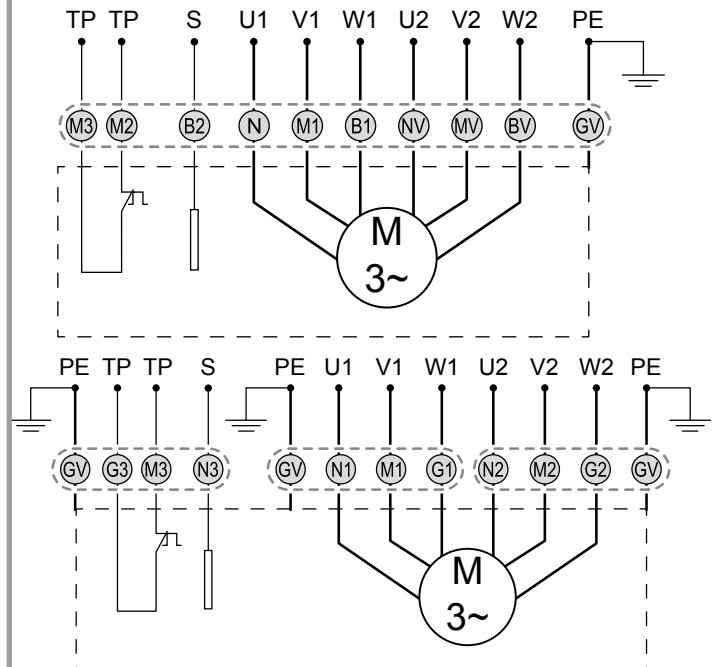 TP TP S U1 V1 W1 U2 V2 W2 PE
M3 M2 B2 N M1 B1 NV MV BV GV
M
3~
PE TP TP S PE U1 V1 W1 U2 V2 W2 PE
GV G3 M3 N3 GV N1 M1 G1 N2 M2 G2 GV
M
3~